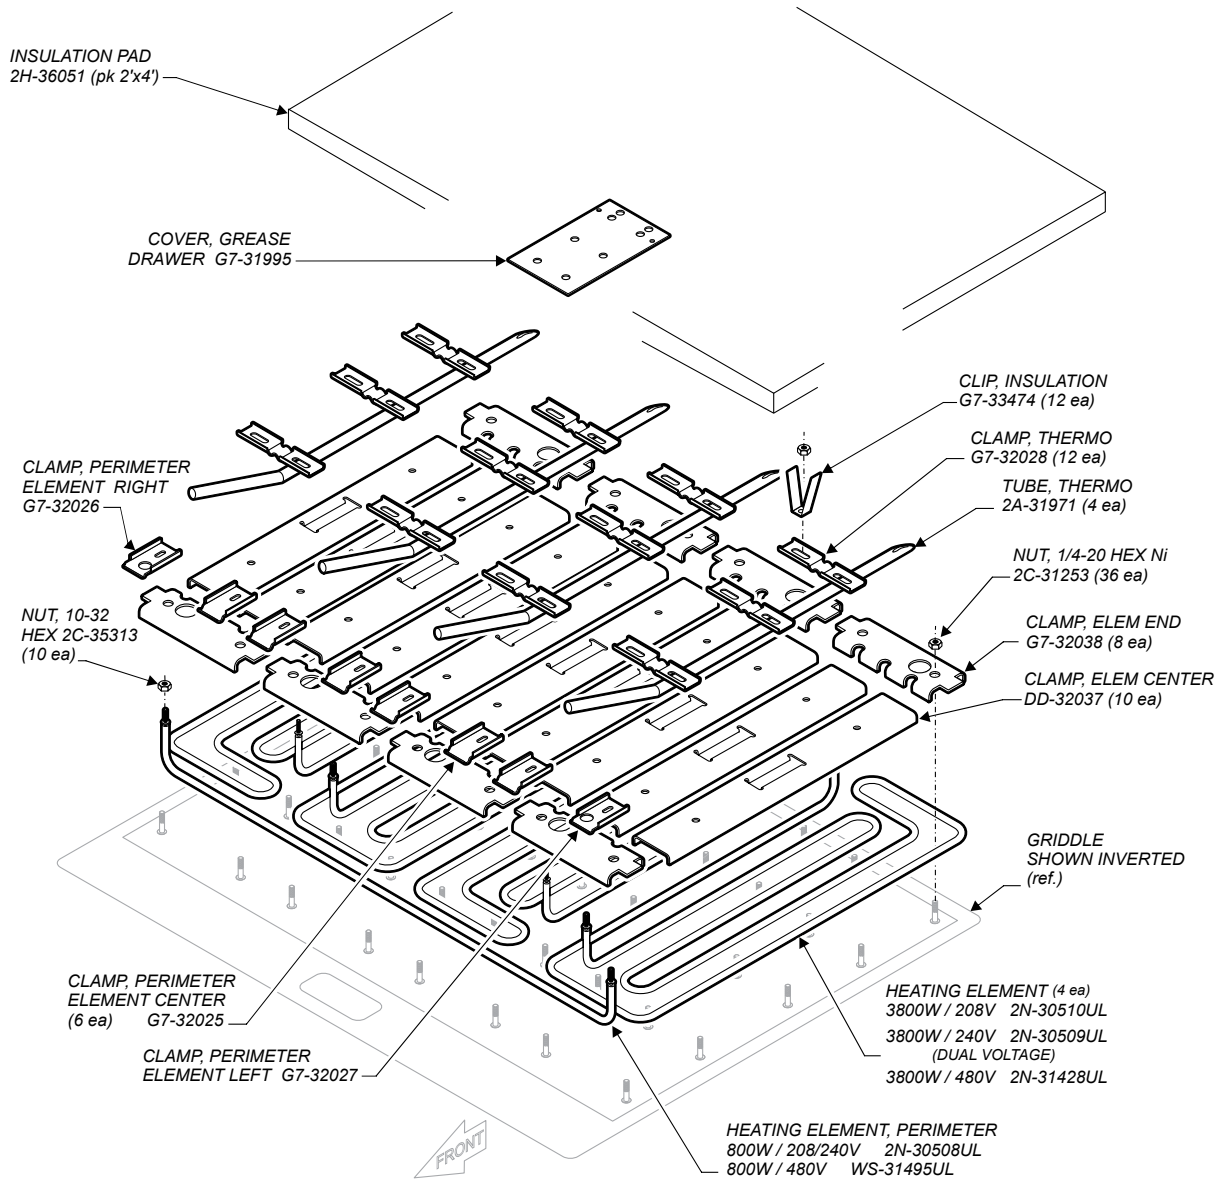 INSULATION PAD
2H-36051 (pk 2'x4')
COVER, GREASE
DRAWER G7-31995
CLIP, INSULATION
G7-33474 (12 ea)
CLAMP, THERMO
G7-32028 (12 ea)
TUBE, THERMO
2A-31971 (4 ea)
NUT, 1/4-20 HEX Ni
2C-31253 (36 ea)
CLAMP, ELEM END
G7-32038 (8 ea)
CLAMP, ELEM CENTER
DD-32037 (10 ea)
CLAMP, PERIMETER
ELEMENT RIGHT
G7-32026
NUT, 10-32
HEX 2C-35313
(10 ea)
GRIDDLE
SHOWN INVERTED
(ref.)
CLAMP, PERIMETER
ELEMENT CENTER
(6 ea) G7-32025
CLAMP, PERIMETER
ELEMENT LEFT G7-32027
HEATING ELEMENT (4 ea)
3800W / 208V 2N-30510UL
3800W / 240V 2N-30509UL
(DUAL VOLTAGE)
3800W / 480V 2N-31428UL
HEATING ELEMENT, PERIMETER
800W / 208/240V 2N-30508UL
800W / 480V WS-31495UL
FRONT